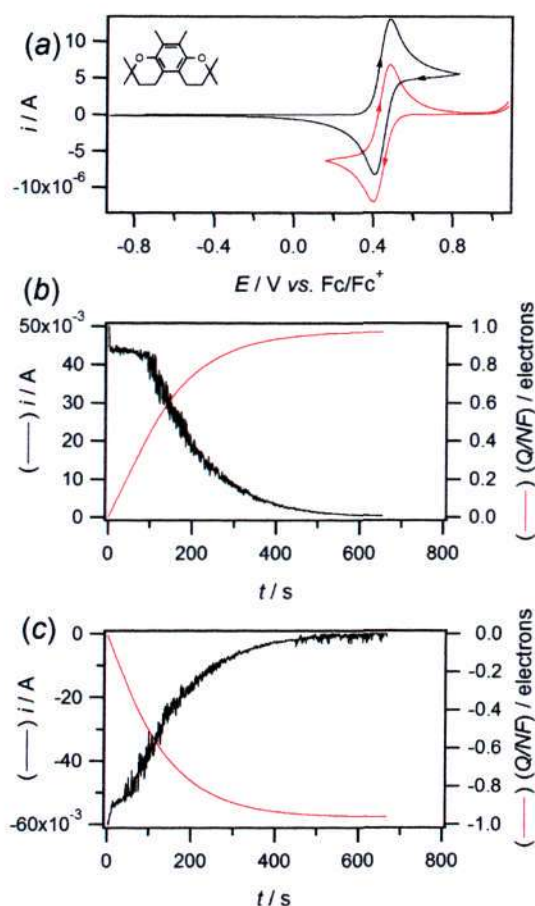 (a)
O
O
10
5
0
-5
-10x10⁻⁶
i / A
-0.8
-0.4
0.0
0.4
0.8
E / V vs. Fc/Fc⁺
(b)
50x10⁻³
40
30
20
10
0
(——) i / A
1.0
0.8
0.6
0.4
0.2
0.0
(——) (Q/NF) / electrons
0
200
400
600
800
t / s
(c)
-0
-20
-40
-60x10⁻³
(——) i / A
0.0
-0.2
-0.4
-0.6
-0.8
-1.0
(——) (Q/NF) / electrons
0
200
400
600
800
t / s